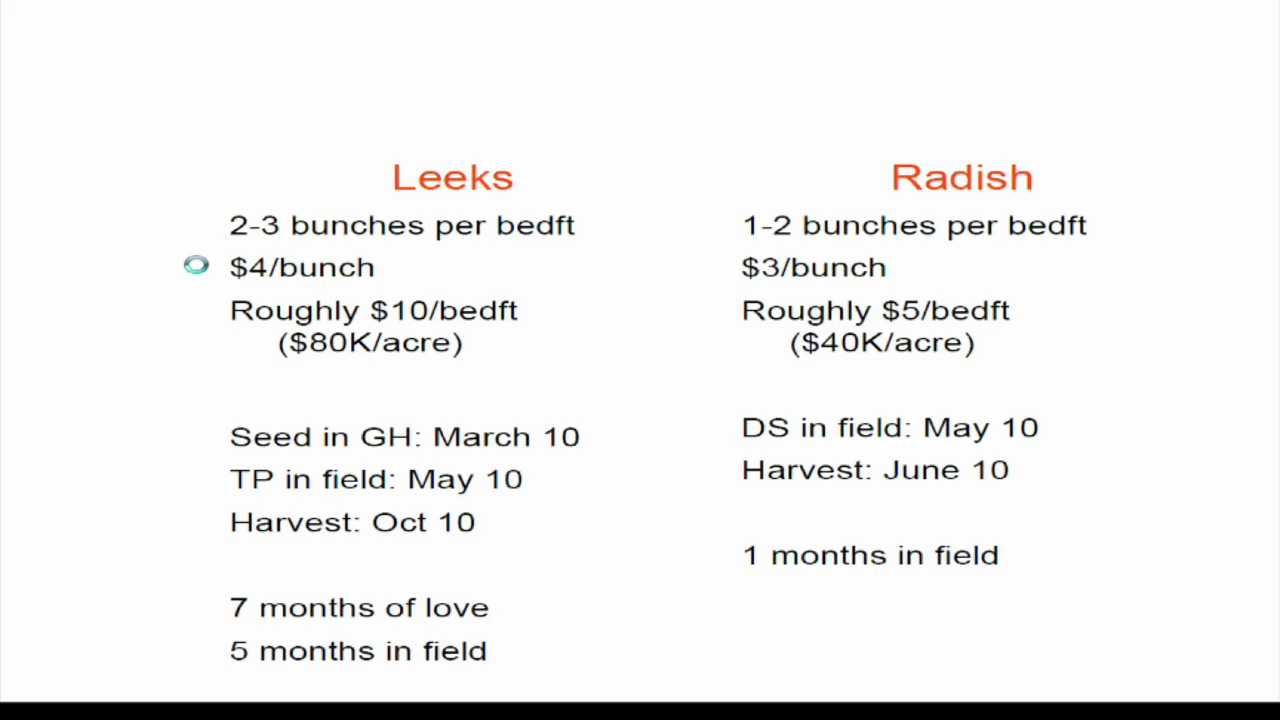 Leeks
2-3 bunches per bedft
$4/bunch
Roughly $10/bedft
($80K/acre)
Seed in GH: March 10
TP in field: May 10
Harvest: Oct 10
7 months of love
5 months in field
Radish
1-2 bunches per bedft
$3/bunch
Roughly $5/bedft
($40K/acre)
DS in field: May 10
Harvest: June 10
1 months in field